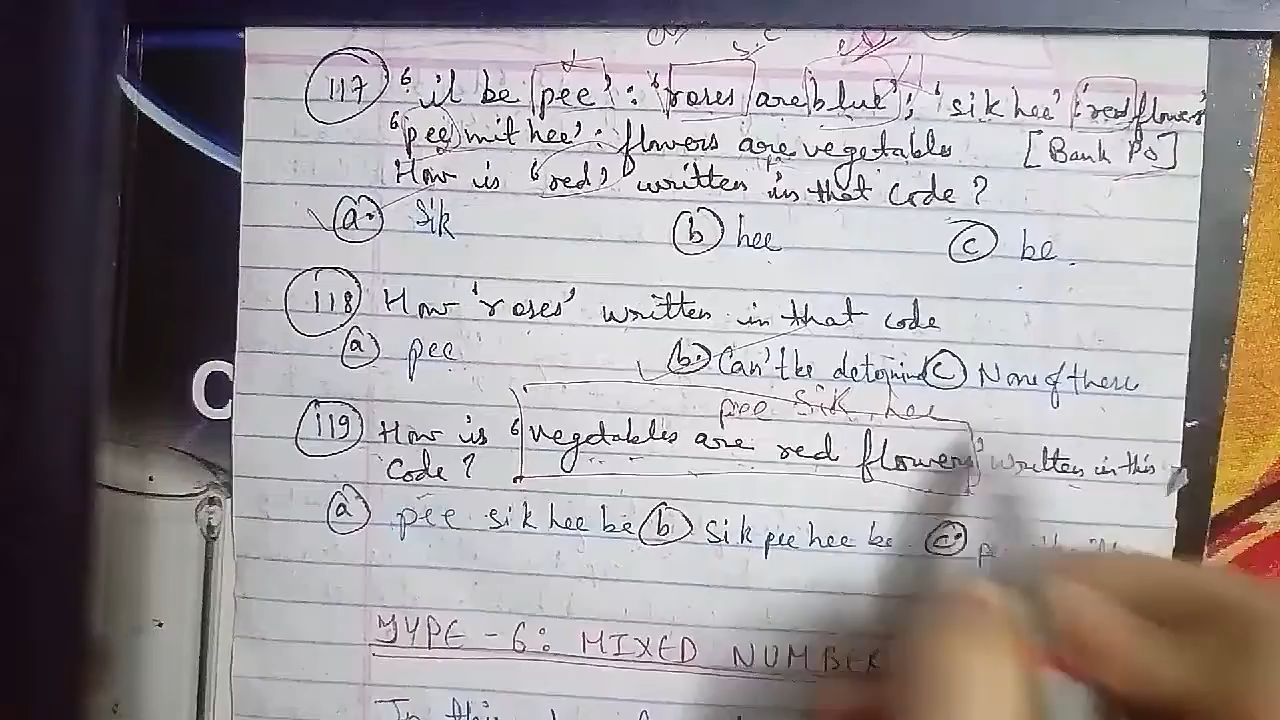 117 'il be pee' : 'roses are blue'; 'sik hee' : 'red flowers'
'pee mit hee' : flowers are vegetables [Bank PO]
How is 'red' written in that code?
a. sik b hee c be.
118 How 'roses' written in that code
a pee b. Can't be determined c None of these
pee sik hee
119 How is 'vegetables are red flowers' written in this
code?
a pee sik hee be b sik pee hee be c.
TYPE-6: MIXED NUMBER
In this
C